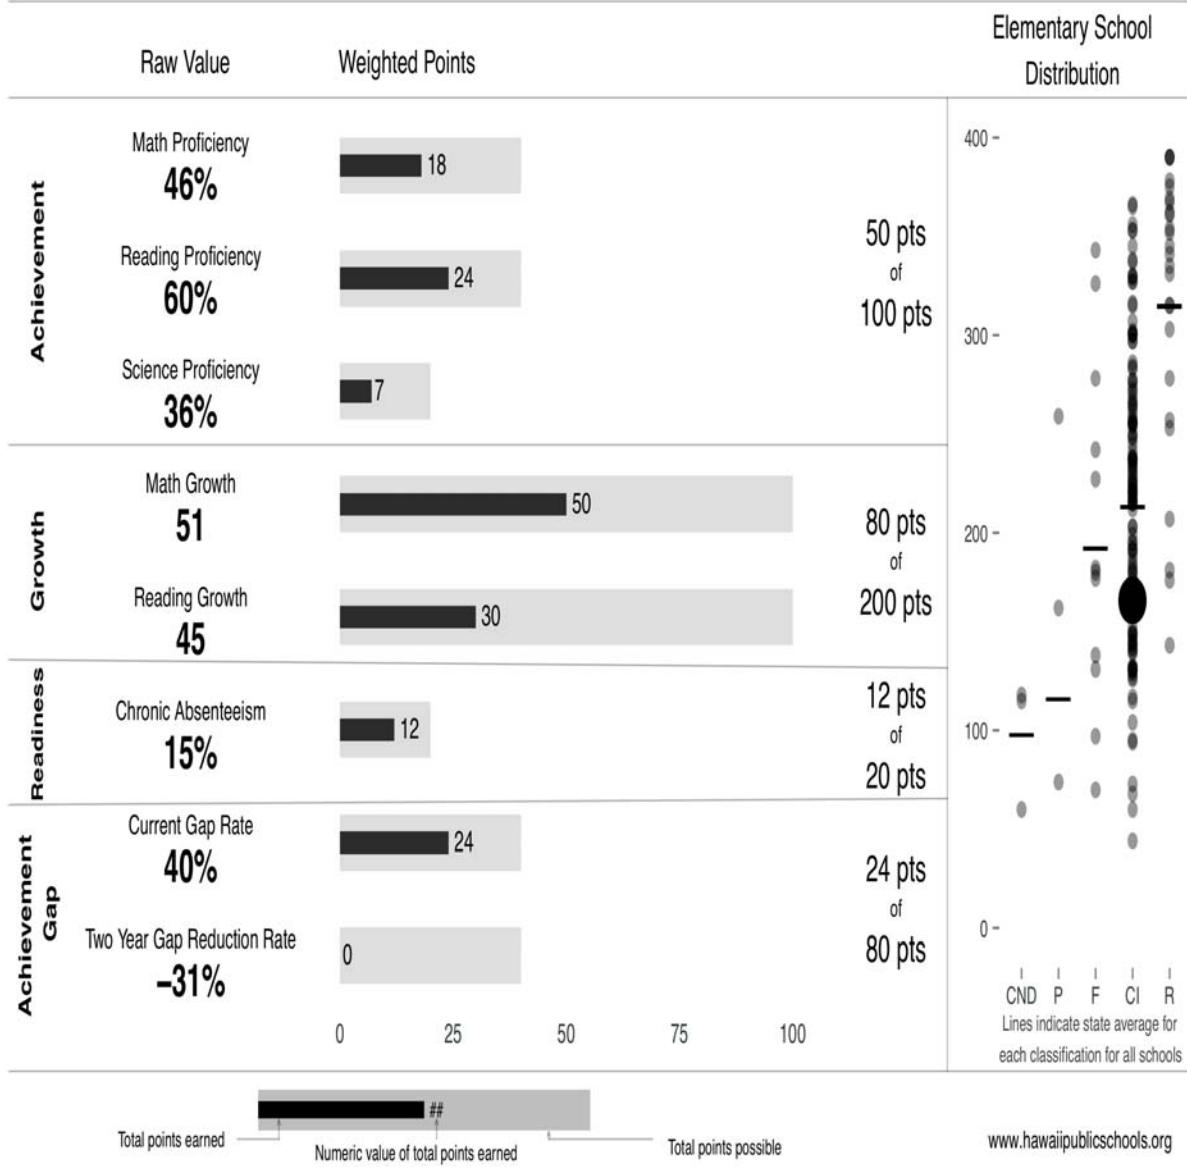 Raw Value
Weighted Points
Elementary School
Distribution
Achievement
Math Proficiency
46%
18
Reading Proficiency
60%
24
Science Proficiency
36%
7
50 pts
of
100 pts
Growth
Math Growth
51
50
Reading Growth
45
30
80 pts
of
200 pts
Readiness
Chronic Absenteeism
15%
12
12 pts
of
20 pts
Achievement
Gap
Current Gap Rate
40%
24
Two Year Gap Reduction Rate
–31%
0
24 pts
of
80 pts
0 25 50 75 100
400
300
200
100
0
CND P F CI R
Lines indicate state average for
each classification for all schools
##
Total points earned
Numeric value of total points earned
Total points possible
www.hawaiipublicschools.org